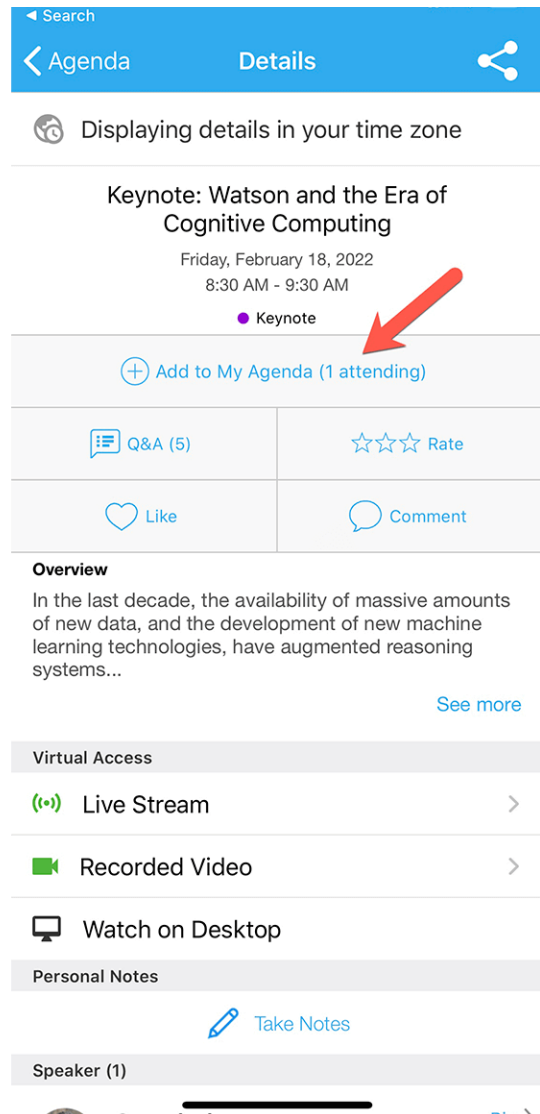 Search
Agenda
Details
Displaying details in your time zone
Keynote: Watson and the Era of
Cognitive Computing
Friday, February 18, 2022
8:30 AM - 9:30 AM
Keynote
Add to My Agenda (1 attending)
Q&A (5)
Rate
Like
Comment
Overview
In the last decade, the availability of massive amounts
of new data, and the development of new machine
learning technologies, have augmented reasoning
systems...
See more
Virtual Access
Live Stream
Recorded Video
Watch on Desktop
Personal Notes
Take Notes
Speaker (1)